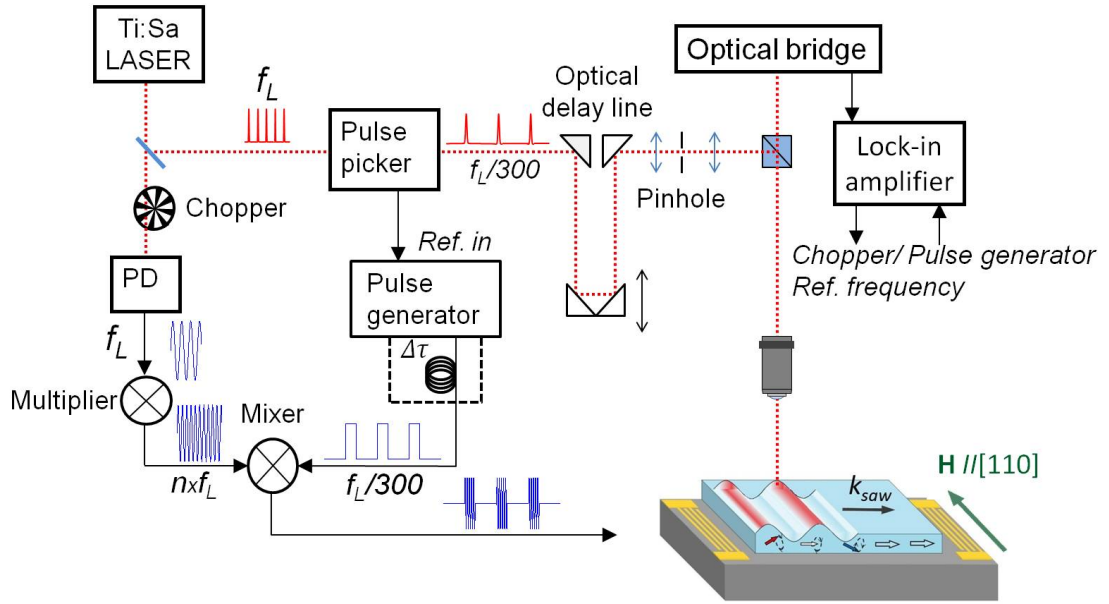 Ti:Sa
LASER
Optical bridge
Optical
delay line
f_L
Pulse
picker
f_L/300
Lock-in
amplifier
Pinhole
Chopper
Ref. in
Chopper/ Pulse generator
Ref. frequency
PD
Pulse
generator
f_L
Δτ
Multiplier
Mixer
nxf_L
f_L/300
H //[110]
k_saw